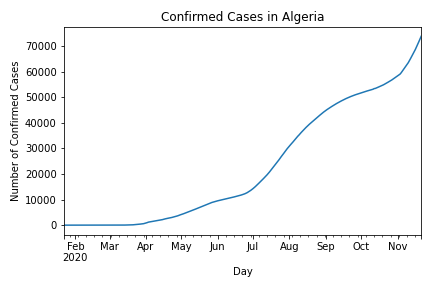 Confirmed Cases in Algeria
Number of Confirmed Cases
70000
60000
50000
40000
30000
20000
10000
0
Feb Mar Apr May Jun Jul Aug Sep Oct Nov
2020
Day